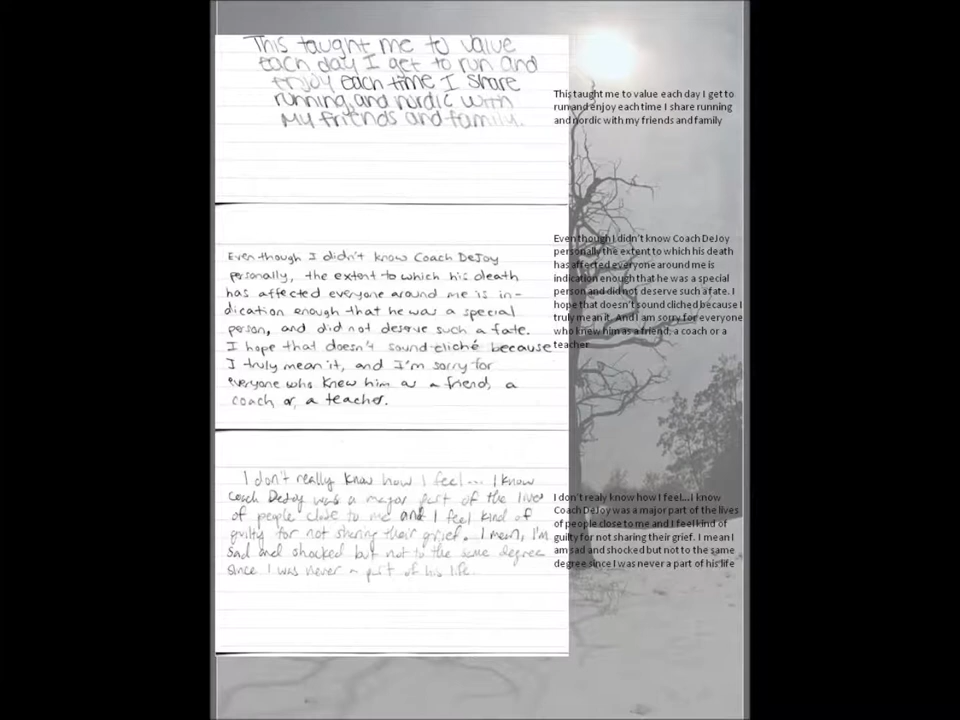 This taught me to value
each day I get to run and
enjoy each time I share
running and nordic with
My friends and family.
This taught me to value each day I get to
run and enjoy each time I share running
and nordic with my friends and family
Even though I didn't know Coach DeJoy
personally, the extent to which his death
has affected everyone around me is in-
dication enough that he was a special
person, and did not deserve such a fate.
I hope that doesn't sound cliché because
I truly mean it, and I'm sorry for
everyone who knew him as a friend, a
coach or, a teacher.
Even though I didn't know Coach DeJoy
personally the extent to which his death
has affected everyone around me is
indication enough that he was a special
person and did not deserve such a fate. I
hope that doesn't sound cliched because I
truly mean it. And I am sorry for everyone
who knew him as a friend, a coach or a
teacher
I don't really know how I feel... I know
Coach DeJoy was a major part of the lives
of people close to me and I feel kind of
guilty for not sharing their grief. I mean, I'm
sad and shocked but not to the same degree
since I was never a part of his life.
I don't realy know how I feel...I know
Coach DeJoy was a major part of the lives
of people close to me and I feel kind of
guilty for not sharing their grief. I mean I
am sad and shocked but not to the same
degree since I was never a part of his life